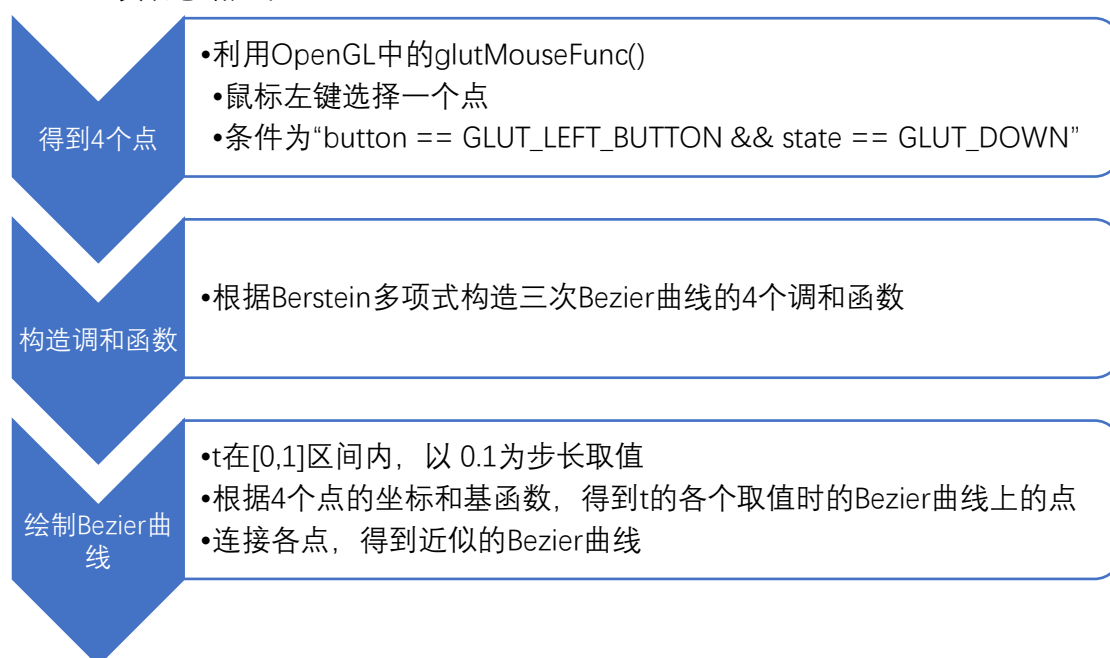 得到4个点
•利用OpenGL中的glutMouseFunc()
•鼠标左键选择一个点
•条件为“button == GLUT_LEFT_BUTTON && state == GLUT_DOWN”
构造调和函数
•根据Berstein多项式构造三次Bezier曲线的4个调和函数
绘制Bezier曲
线
•t在[0,1]区间内，以 0.1为步长取值
•根据4个点的坐标和基函数，得到t的各个取值时的Bezier曲线上的点
•连接各点，得到近似的Bezier曲线